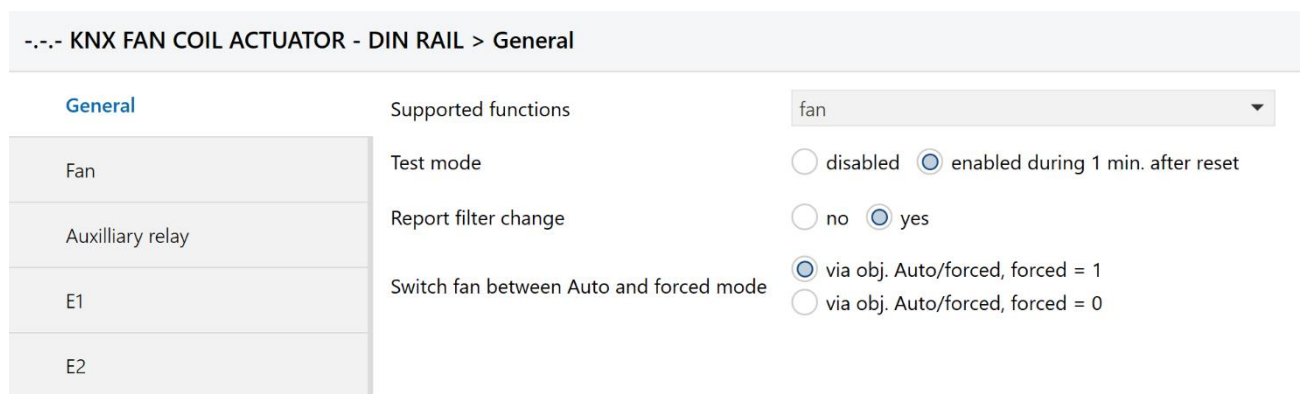 -.-.- KNX FAN COIL ACTUATOR - DIN RAIL > General
General
Supported functions
fan
Fan
Test mode
disabled enabled during 1 min. after reset
Auxilliary relay
Report filter change
no yes
E1
Switch fan between Auto and forced mode
via obj. Auto/forced, forced = 1
via obj. Auto/forced, forced = 0
E2